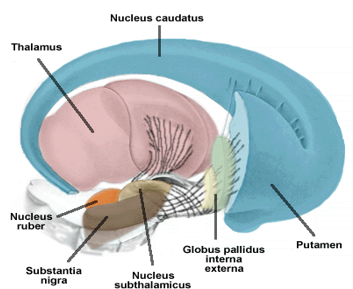 Nucleus caudatus
Thalamus
Nucleus
ruber
Substantia
nigra
Nucleus
subthalamicus
Globus pallidus
interna
externa
Putamen